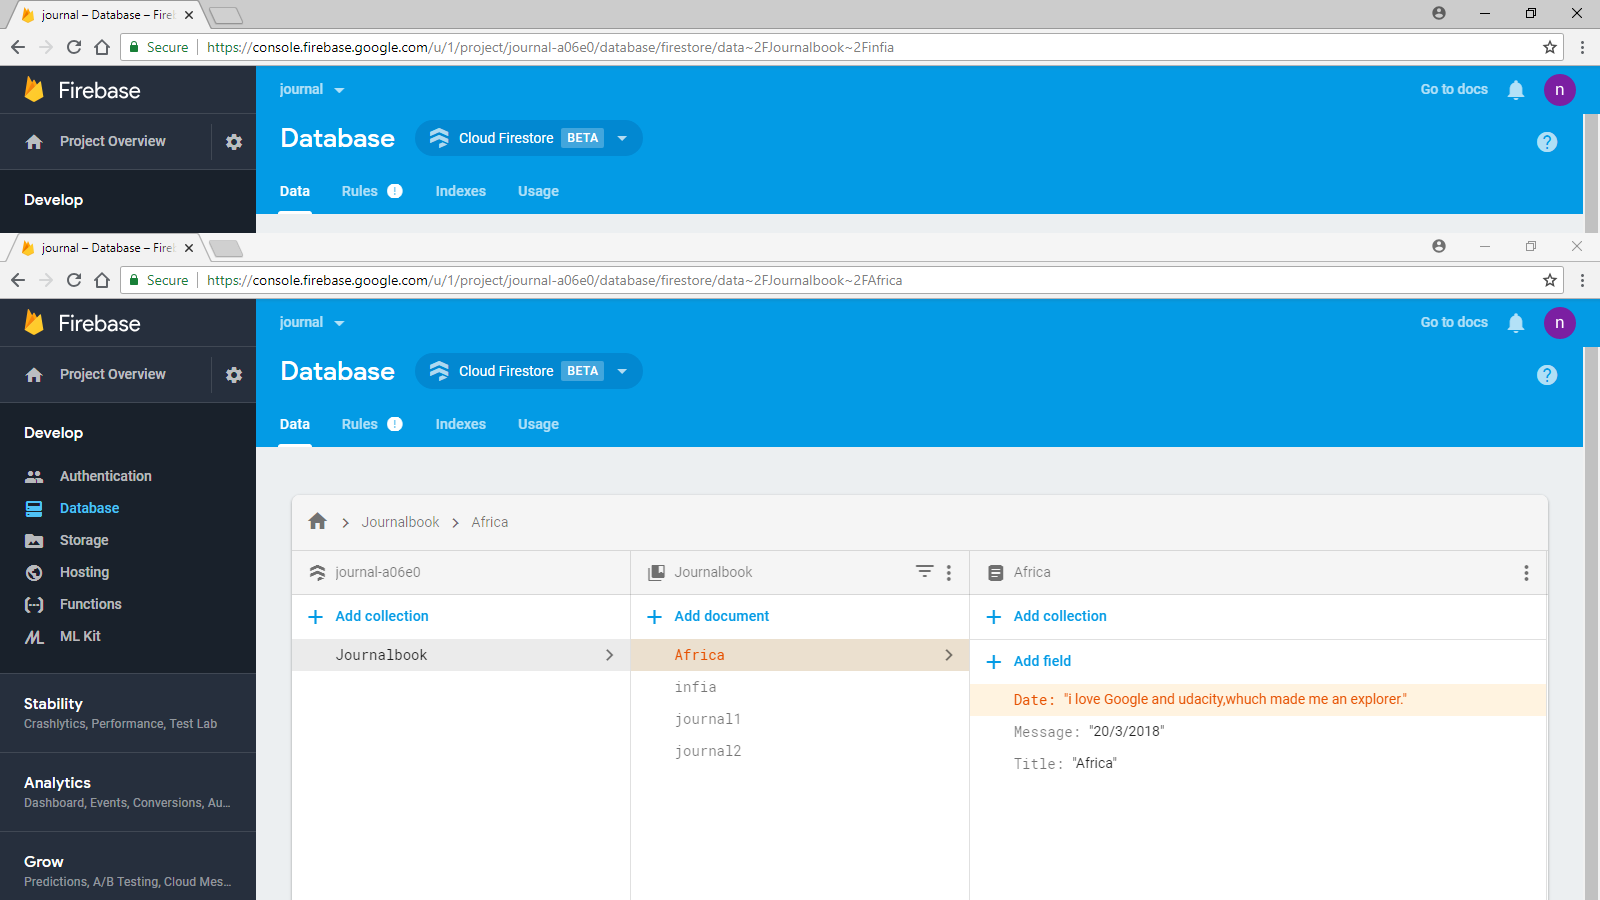 journal – Database – Fire
Secure https://console.firebase.google.com/u/1/project/journal-a06e0/database/firestore/data~2FJournalbook~2Finfia
Firebase
journal
Go to docs
n
Project Overview
Database
Cloud Firestore BETA
?
Develop
Data Rules ! Indexes Usage
journal – Database – Fire
Secure https://console.firebase.google.com/u/1/project/journal-a06e0/database/firestore/data~2FJournalbook~2FAfrica
Firebase
journal
Go to docs
n
Project Overview
Database
Cloud Firestore BETA
?
Develop
Data Rules ! Indexes Usage
Authentication
Database
Storage
Hosting
Functions
ML Kit
Stability
Crashlytics, Performance, Test Lab
Analytics
Dashboard, Events, Conversions, Au...
Grow
Predictions, A/B Testing, Cloud Mes...
Journalbook > Africa
journal-a06e0
Add collection
Journalbook
Journalbook
Add document
Africa
infia
journal1
journal2
Africa
Add collection
Add field
Date: "i love Google and udacity,whuch made me an explorer."
Message: "20/3/2018"
Title: "Africa"